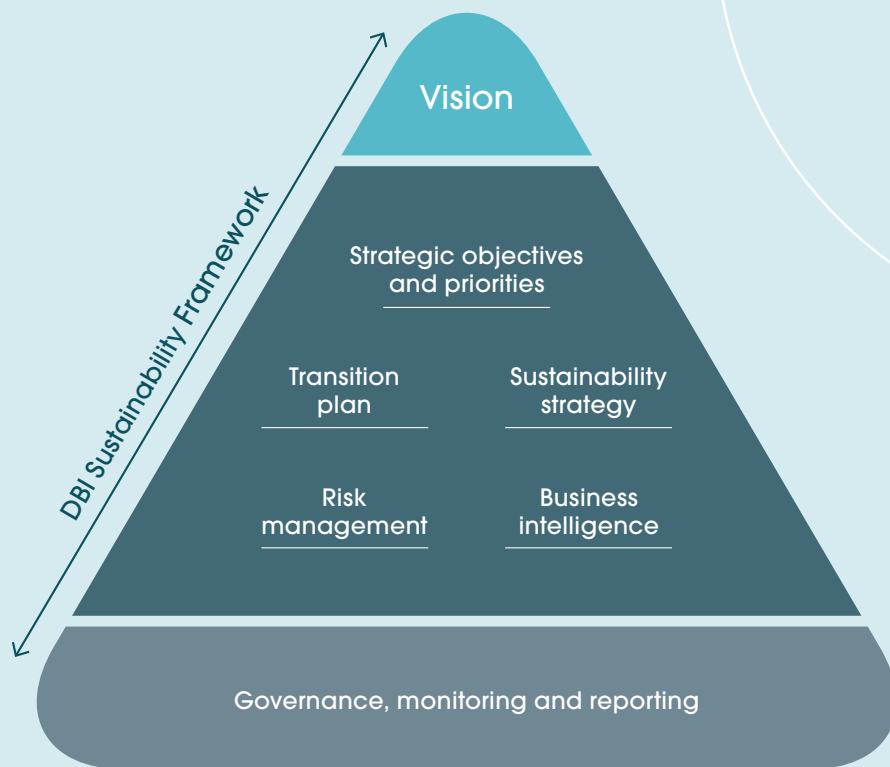 Vision
DBI Sustainability Framework
Strategic objectives
and priorities
Transition
plan
Sustainability
strategy
Risk
management
Business
intelligence
Governance, monitoring and reporting